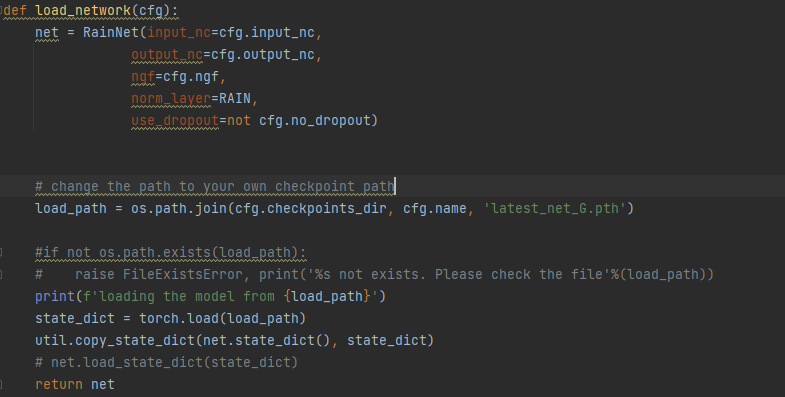 def load_network(cfg):
    net = RainNet(input_nc=cfg.input_nc,
                  output_nc=cfg.output_nc,
                  ngf=cfg.ngf,
                  norm_layer=RAIN,
                  use_dropout=not cfg.no_dropout)
    # change the path to your own checkpoint path
    load_path = os.path.join(cfg.checkpoints_dir, cfg.name, 'latest_net_G.pth')
    #if not os.path.exists(load_path):
    #    raise FileExistsError, print('%s not exists. Please check the file'%(load_path))
    print(f'loading the model from {load_path}')
    state_dict = torch.load(load_path)
    util.copy_state_dict(net.state_dict(), state_dict)
    # net.load_state_dict(state_dict)
    return net